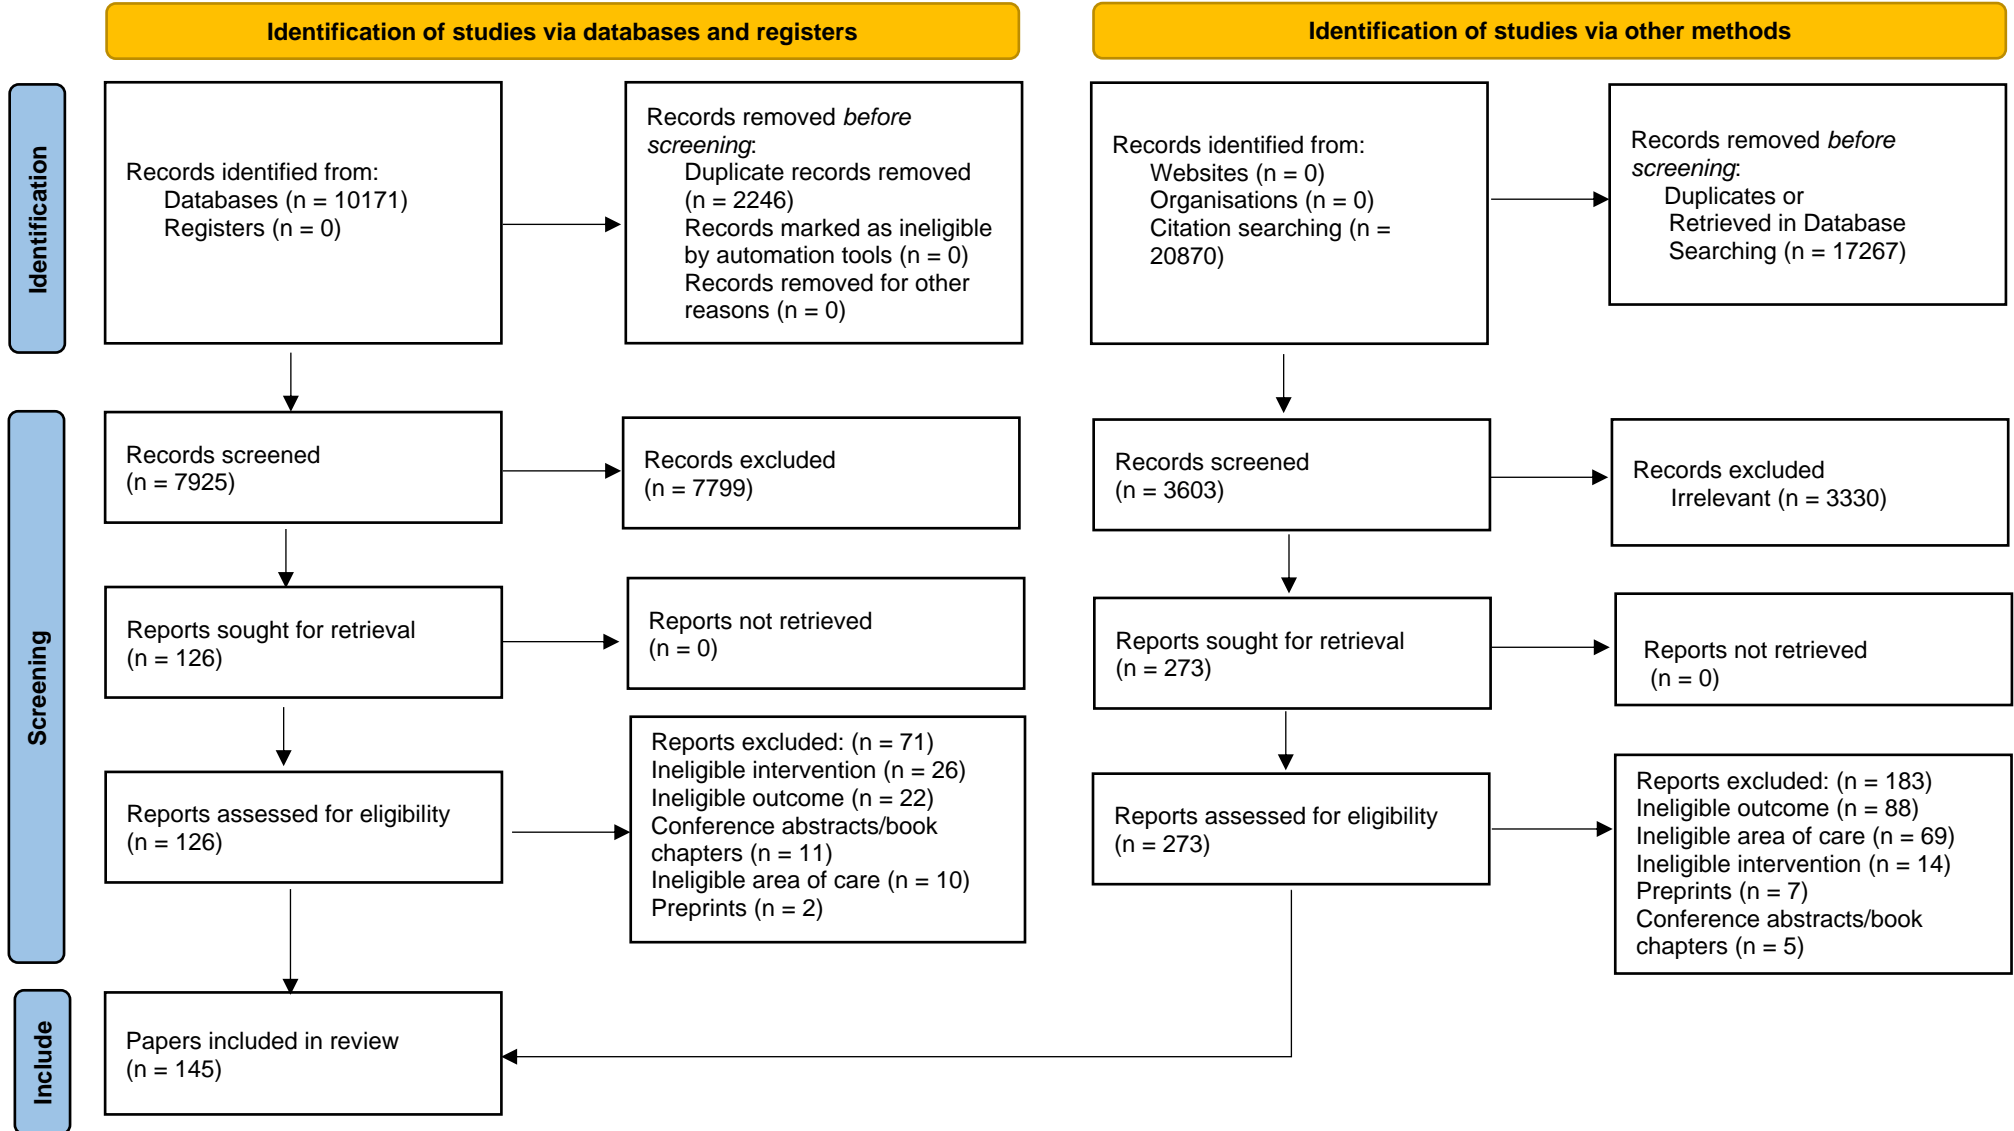 Identification of studies via databases and registers
Identification of studies via other methods
Identification
Records identified from:
Databases (n = 10171)
Registers (n = 0)
Records removed before
screening:
Duplicate records removed
(n = 2246)
Records marked as ineligible
by automation tools (n = 0)
Records removed for other
reasons (n = 0)
Records identified from:
Websites (n = 0)
Organisations (n = 0)
Citation searching (n =
20870)
Records removed before
screening:
Duplicates or
Retrieved in Database
Searching (n = 17267)
Screening
Records screened
(n = 7925)
Records excluded
(n = 7799)
Records screened
(n = 3603)
Records excluded
Irrelevant (n = 3330)
Reports sought for retrieval
(n = 126)
Reports not retrieved
(n = 0)
Reports sought for retrieval
(n = 273)
Reports not retrieved
(n = 0)
Reports assessed for eligibility
(n = 126)
Reports excluded: (n = 71)
Ineligible intervention (n = 26)
Ineligible outcome (n = 22)
Conference abstracts/book
chapters (n = 11)
Ineligible area of care (n = 10)
Preprints (n = 2)
Reports assessed for eligibility
(n = 273)
Reports excluded: (n = 183)
Ineligible outcome (n = 88)
Ineligible area of care (n = 69)
Ineligible intervention (n = 14)
Preprints (n = 7)
Conference abstracts/book
chapters (n = 5)
Include
Papers included in review
(n = 145)